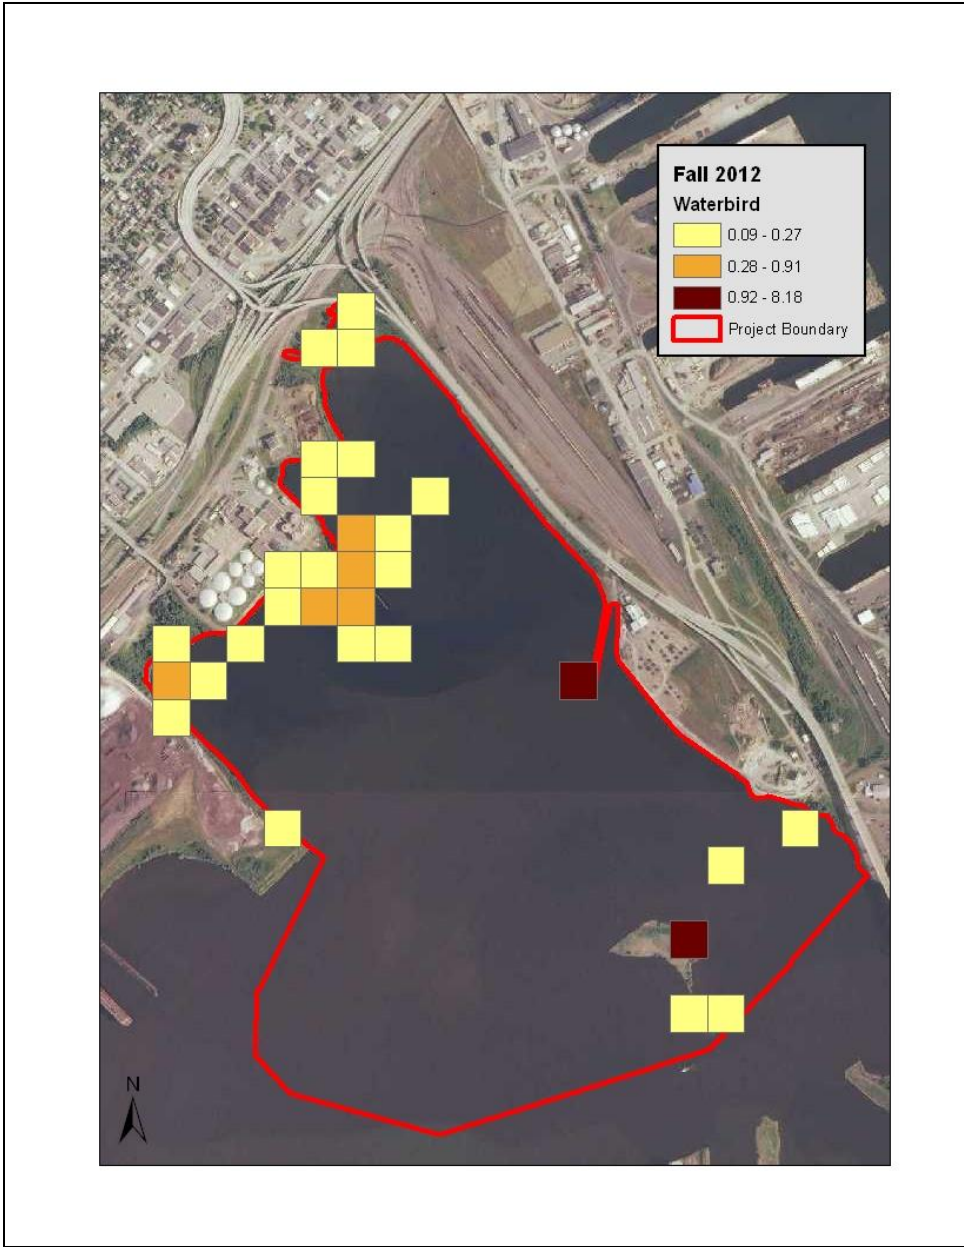 Fall 2012
Waterbird
0.09 - 0.27
0.28 - 0.91
0.92 - 8.18
Project Boundary
N